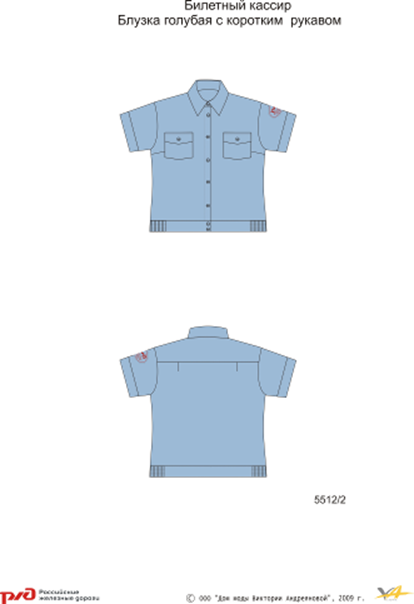 Билетный кассир
Блузка голубая с коротким рукавом
5512/2
ржд Российские
железные дороги
© ООО "Дом моды Виктории Андреяновой", 2009 г.